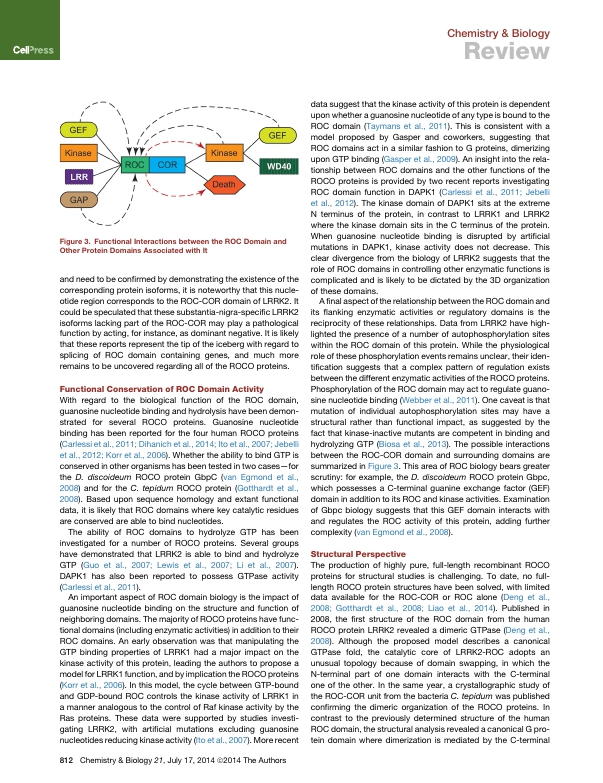 CellPress
Chemistry & Biology
Review
GEF
Kinase
LRR
GAP
ROC
COR
Kinase
Death
GEF
WD40
Figure 3. Functional Interactions between the ROC Domain and
Other Protein Domains Associated with It
and need to be confirmed by demonstrating the existence of the
corresponding protein isoforms, it is noteworthy that this nucle-
otide region corresponds to the ROC-COR domain of LRRK2. It
could be speculated that these substantia-nigra-specific LRRK2
isoforms lacking part of the ROC-COR may play a pathological
function by acting, for instance, as dominant negative. It is likely
that these reports represent the tip of the iceberg with regard to
splicing of ROC domain containing genes, and much more
remains to be uncovered regarding all of the ROCO proteins.
Functional Conservation of ROC Domain Activity
With regard to the biological function of the ROC domain,
guanosine nucleotide binding and hydrolysis have been demon-
strated for several ROCO proteins. Guanosine nucleotide
binding has been reported for the four human ROCO proteins
(Carlessi et al., 2011; Dihanich et al., 2014; Ito et al., 2007; Jebelli
et al., 2012; Korr et al., 2006). Whether the ability to bind GTP is
conserved in other organisms has been tested in two cases—for
the D. discoideum ROCO protein GbpC (van Egmond et al.,
2008) and for the C. tepidum ROCO protein (Gotthardt et al.,
2008). Based upon sequence homology and extant functional
data, it is likely that ROC domains where key catalytic residues
are conserved are able to bind nucleotides.
The ability of ROC domains to hydrolyze GTP has been
investigated for a number of ROCO proteins. Several groups
have demonstrated that LRRK2 is able to bind and hydrolyze
GTP (Guo et al., 2007; Lewis et al., 2007; Li et al., 2007).
DAPK1 has also been reported to possess GTPase activity
(Carlessi et al., 2011).
An important aspect of ROC domain biology is the impact of
guanosine nucleotide binding on the structure and function of
neighboring domains. The majority of ROCO proteins have func-
tional domains (including enzymatic activities) in addition to their
ROC domains. An early observation was that manipulating the
GTP binding properties of LRRK1 had a major impact on the
kinase activity of this protein, leading the authors to propose a
model for LRRK1 function, and by implication the ROCO proteins
(Korr et al., 2006). In this model, the cycle between GTP-bound
and GDP-bound ROC controls the kinase activity of LRRK1 in
a manner analogous to the control of Raf kinase activity by the
Ras proteins. These data were supported by studies investi-
gating LRRK2, with artificial mutations excluding guanosine
nucleotides reducing kinase activity (Ito et al., 2007). More recent
data suggest that the kinase activity of this protein is dependent
upon whether a guanosine nucleotide of any type is bound to the
ROC domain (Taymans et al., 2011). This is consistent with a
model proposed by Gasper and coworkers, suggesting that
ROC domains act in a similar fashion to G proteins, dimerizing
upon GTP binding (Gasper et al., 2009). An insight into the rela-
tionship between ROC domains and the other functions of the
ROCO proteins is provided by two recent reports investigating
ROC domain function in DAPK1 (Carlessi et al., 2011; Jebelli
et al., 2012). The kinase domain of DAPK1 sits at the extreme
N terminus of the protein, in contrast to LRRK1 and LRRK2
where the kinase domain sits in the C terminus of the protein.
When guanosine nucleotide binding is disrupted by artificial
mutations in DAPK1, kinase activity does not decrease. This
clear divergence from the biology of LRRK2 suggests that the
role of ROC domains in controlling other enzymatic functions is
complicated and is likely to be dictated by the 3D organization
of these domains.
A final aspect of the relationship between the ROC domain and
its flanking enzymatic activities or regulatory domains is the
reciprocity of these relationships. Data from LRRK2 have high-
lighted the presence of a number of autophosphorylation sites
within the ROC domain of this protein. While the physiological
role of these phosphorylation events remains unclear, their iden-
tification suggests that a complex pattern of regulation exists
between the different enzymatic activities of the ROCO proteins.
Phosphorylation of the ROC domain may act to regulate guano-
sine nucleotide binding (Webber et al., 2011). One caveat is that
mutation of individual autophosphorylation sites may have a
structural rather than functional impact, as suggested by the
fact that kinase-inactive mutants are competent in binding and
hydrolyzing GTP (Biosa et al., 2013). The possible interactions
between the ROC-COR domain and surrounding domains are
summarized in Figure 3. This area of ROC biology bears greater
scrutiny: for example, the D. discoideum ROCO protein Gbpc,
which possesses a C-terminal guanine exchange factor (GEF)
domain in addition to its ROC and kinase activities. Examination
of Gbpc biology suggests that this GEF domain interacts with
and regulates the ROC activity of this protein, adding further
complexity (van Egmond et al., 2008).
Structural Perspective
The production of highly pure, full-length recombinant ROCO
proteins for structural studies is challenging. To date, no full-
length ROCO protein structures have been solved, with limited
data available for the ROC-COR or ROC alone (Deng et al.,
2008; Gotthardt et al., 2008; Liao et al., 2014). Published in
2008, the first structure of the ROC domain from the human
ROCO protein LRRK2 revealed a dimeric GTPase (Deng et al.,
2008). Although the proposed model describes a canonical
GTPase fold, the catalytic core of LRRK2-ROC adopts an
unusual topology because of domain swapping, in which the
N-terminal part of one domain interacts with the C-terminal
one of the other. In the same year, a crystallographic study of
the ROC-COR unit from the bacteria C. tepidum was published
confirming the dimeric organization of the ROCO proteins. In
contrast to the previously determined structure of the human
ROC domain, the structural analysis revealed a canonical G pro-
tein domain where dimerization is mediated by the C-terminal
812 Chemistry & Biology 21, July 17, 2014 ©2014 The Authors